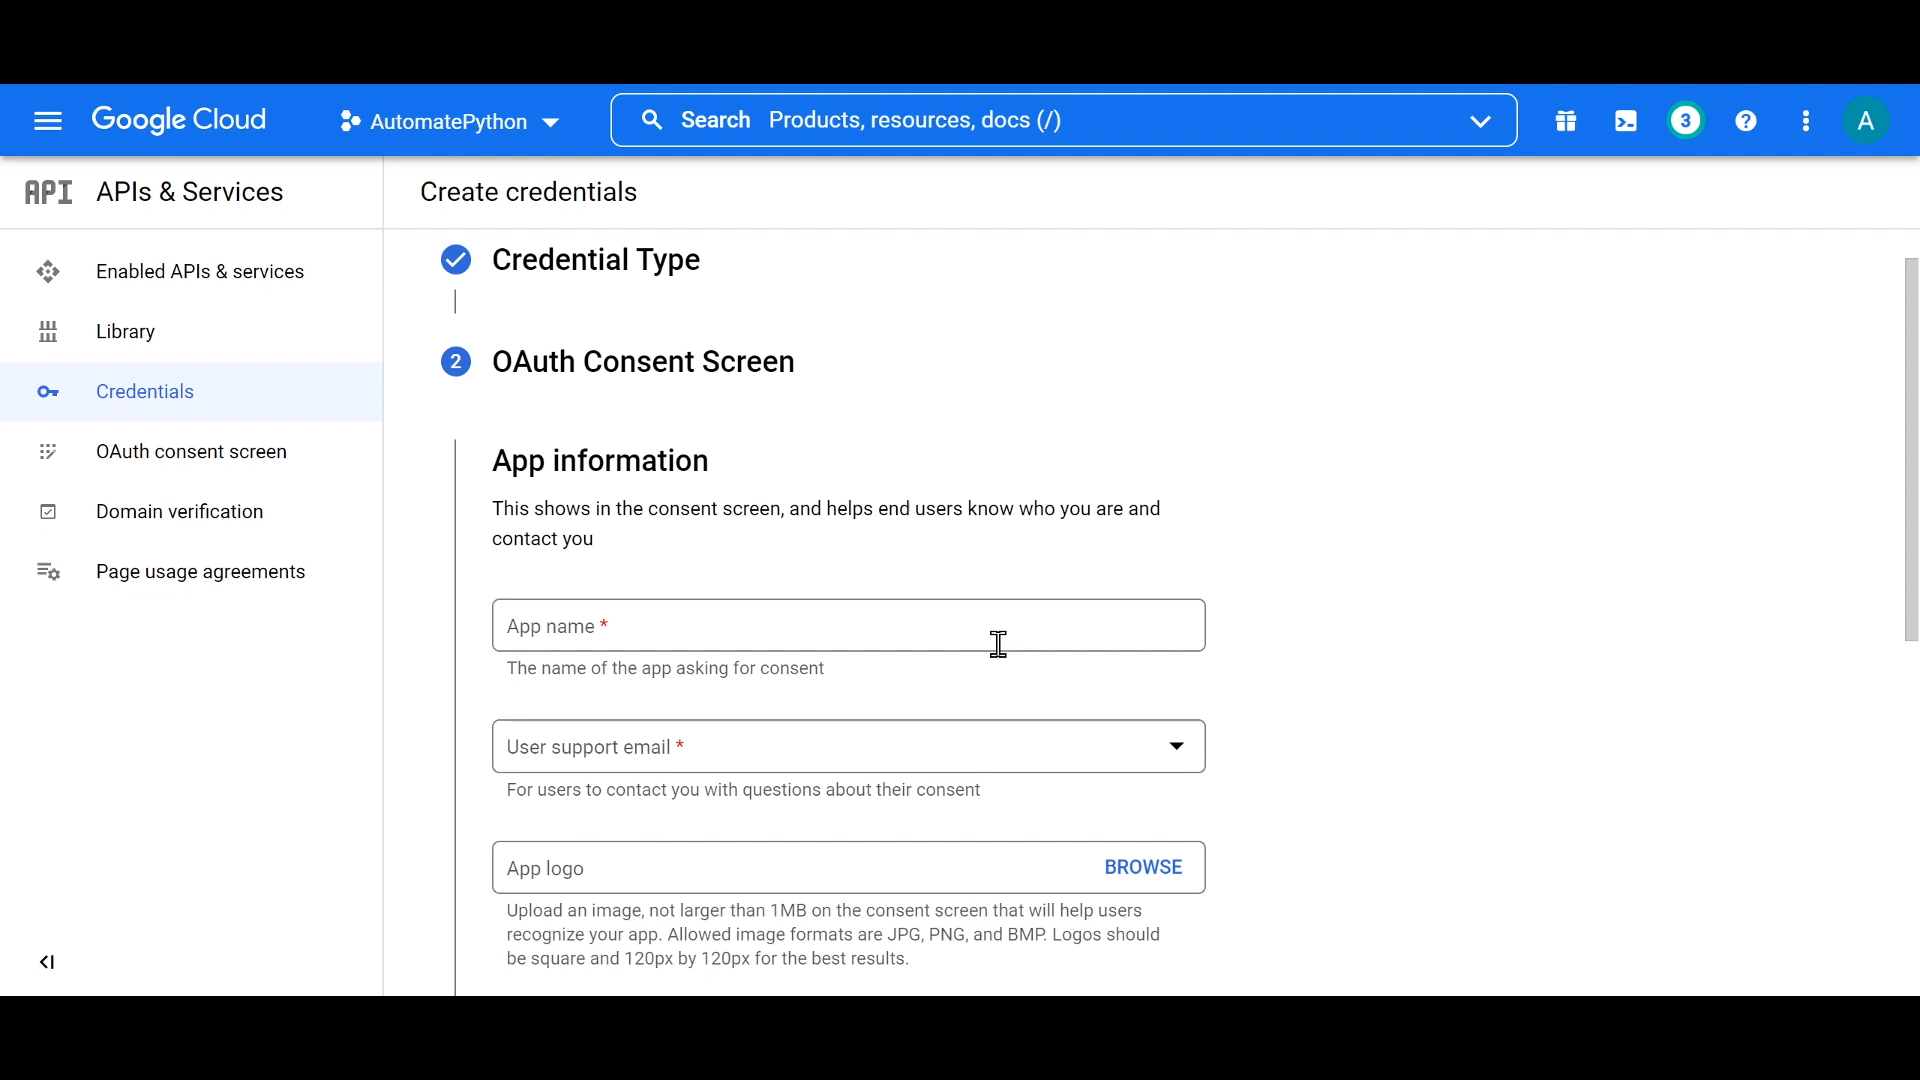 Google Cloud
AutomatePython
Search Products, resources, docs (/)
3
?
A
API APIs & Services
Create credentials
Enabled APIs & services
Library
Credentials
OAuth consent screen
Domain verification
Page usage agreements
Credential Type
2 OAuth Consent Screen
App information
This shows in the consent screen, and helps end users know who you are and
contact you
App name *
The name of the app asking for consent
User support email *
For users to contact you with questions about their consent
App logo BROWSE
Upload an image, not larger than 1MB on the consent screen that will help users
recognize your app. Allowed image formats are JPG, PNG, and BMP. Logos should
be square and 120px by 120px for the best results.